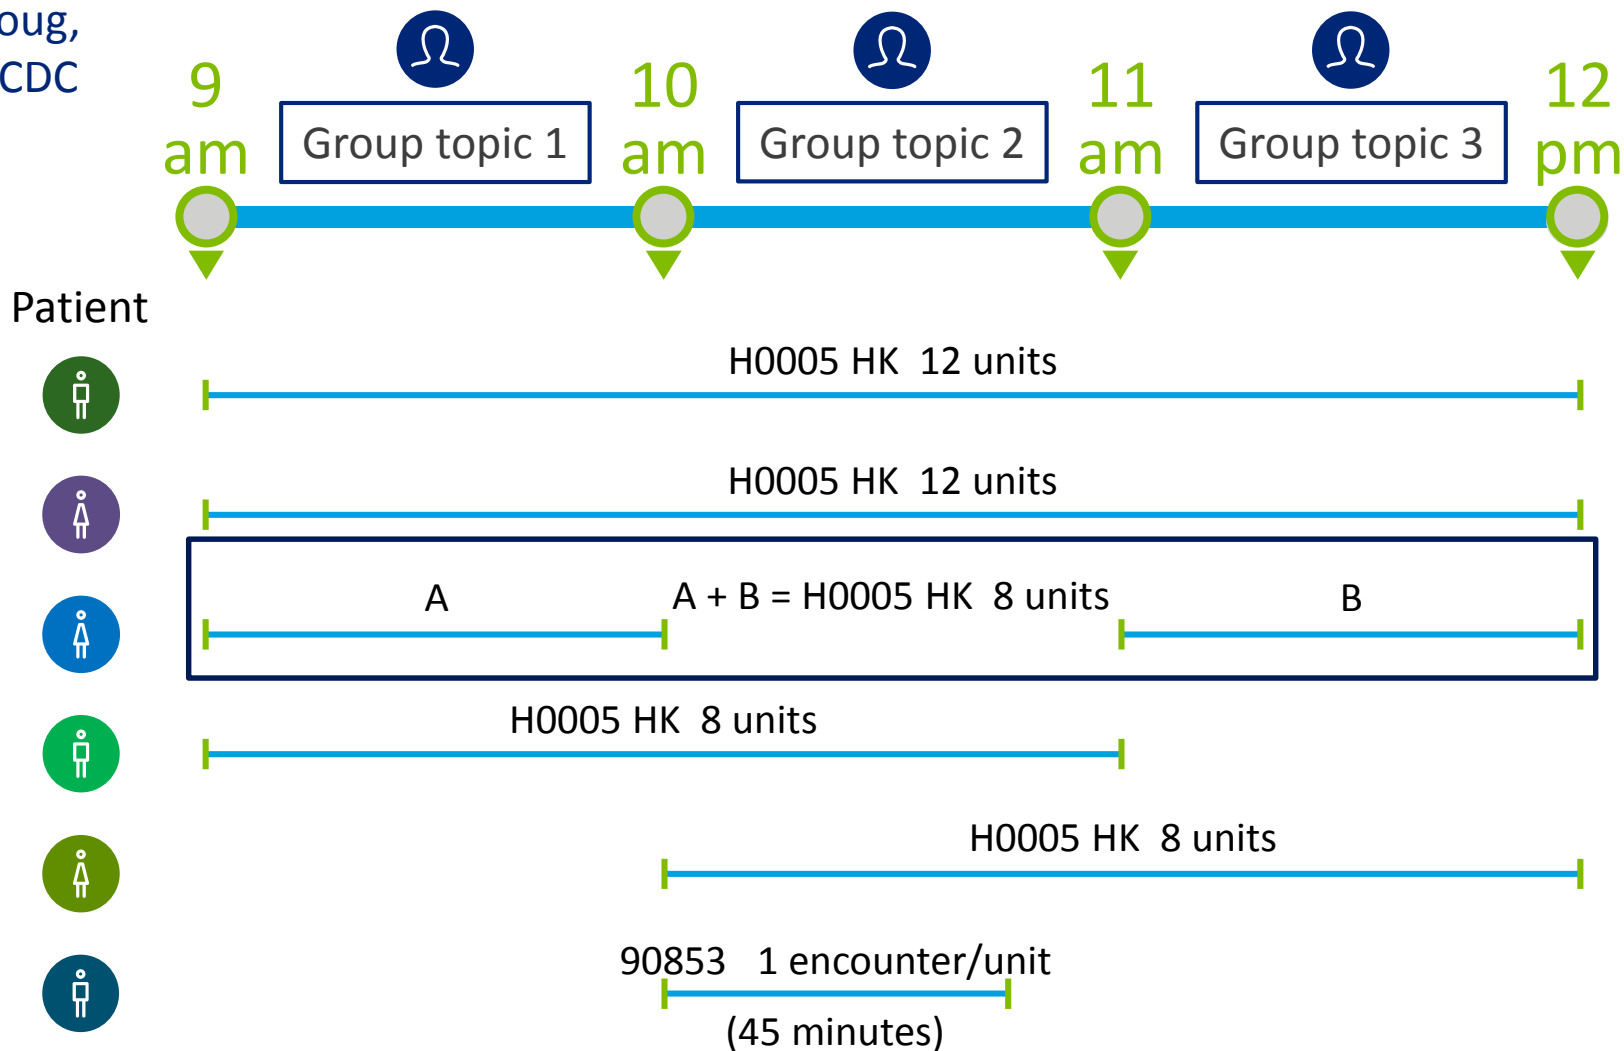 oug,
CDC
9 am
10 am
11 am
12 pm
Group topic 1
Group topic 2
Group topic 3
Patient
H0005 HK  12 units
H0005 HK  12 units
A
A + B = H0005 HK  8 units
B
H0005 HK  8 units
H0005 HK  8 units
90853   1 encounter/unit
(45 minutes)